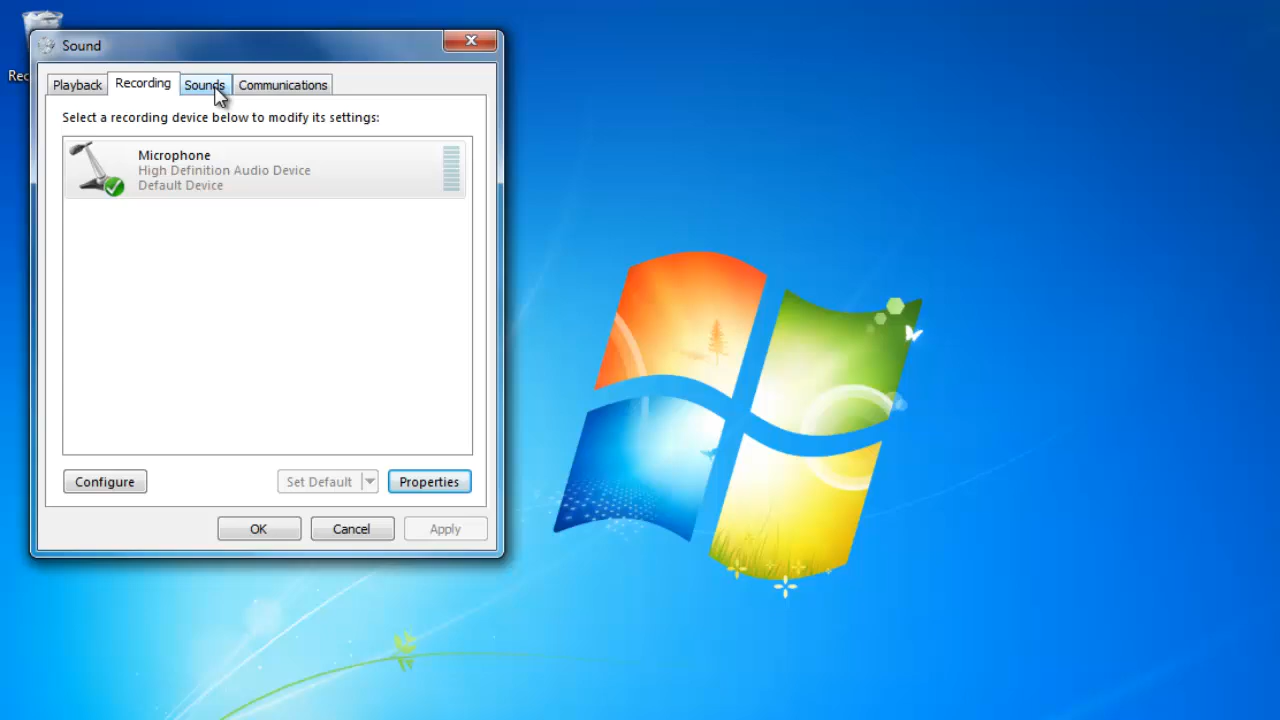 Sound
Rec
Playback
Recording
Sounds
Communications
Select a recording device below to modify its settings:
Microphone
High Definition Audio Device
Default Device
Configure
Set Default
Properties
OK
Cancel
Apply